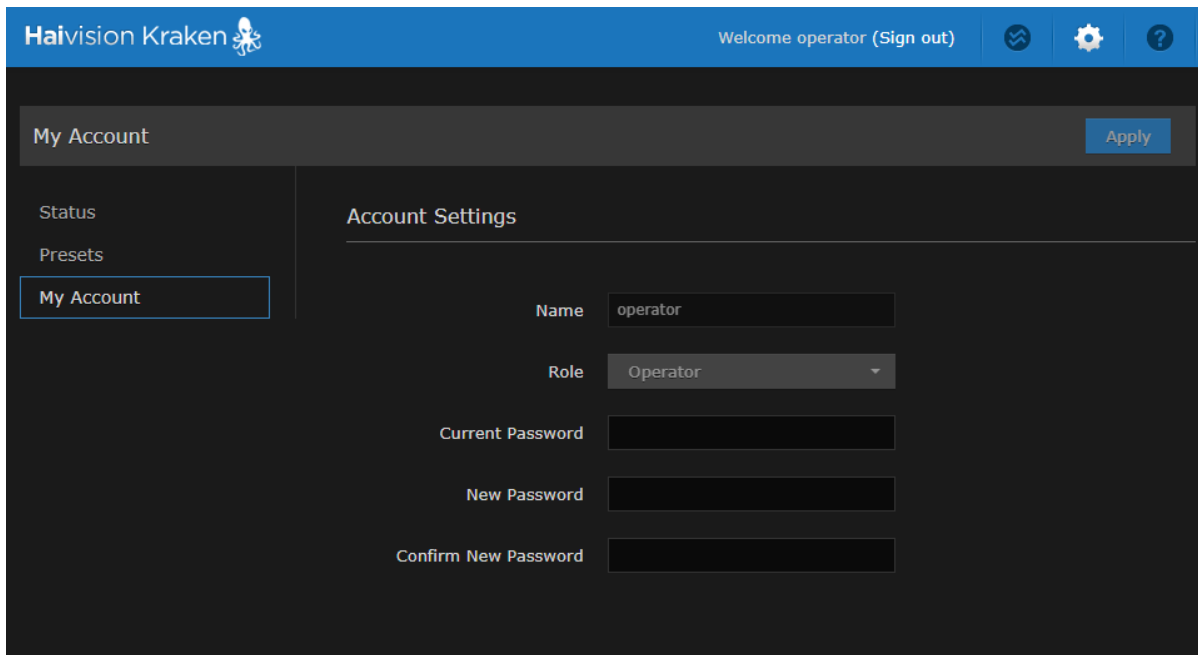 Haivision Kraken
Welcome operator (Sign out)
?
My Account
Apply
Status
Presets
My Account
Account Settings
Name
operator
Role
Operator
Current Password
New Password
Confirm New Password